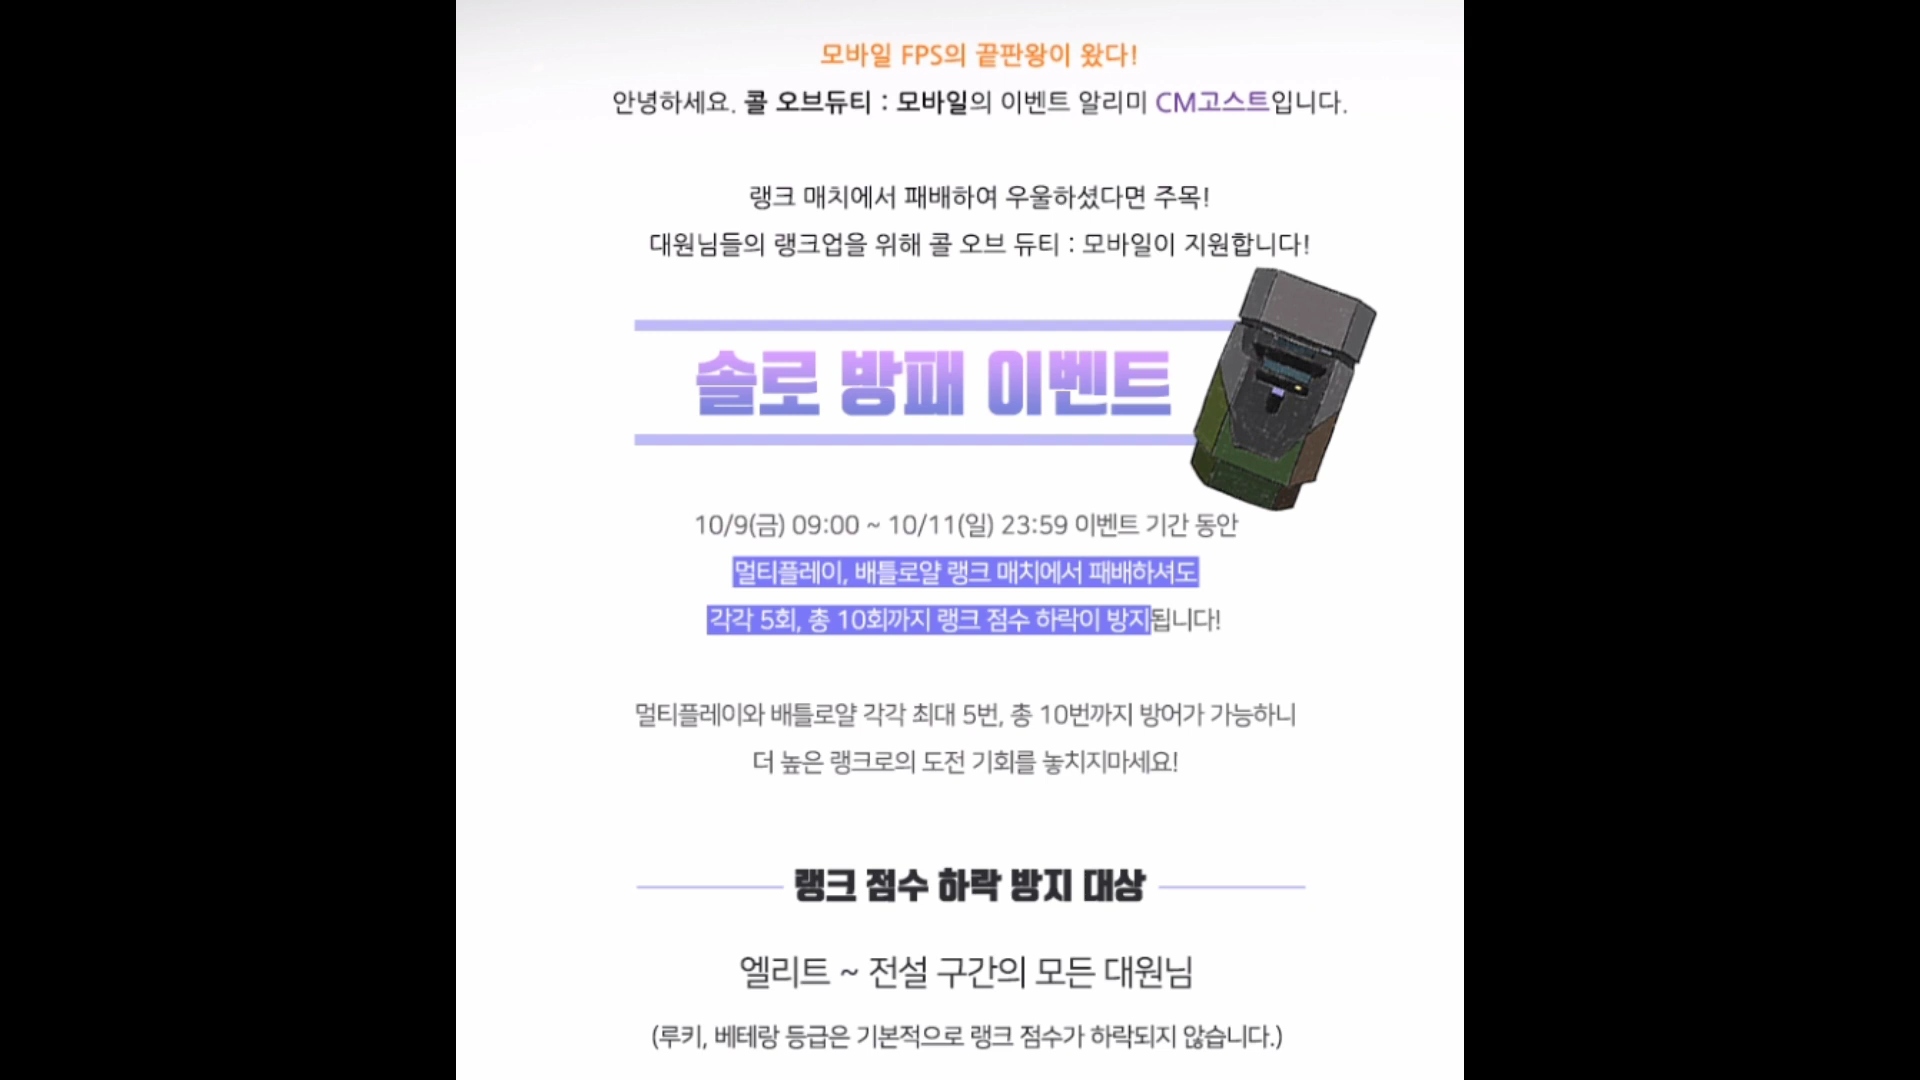 모바일 FPS의 끝판왕이 왔다!
안녕하세요. 콜 오브듀티 : 모바일의 이벤트 알리미 CM고스트입니다.
랭크 매치에서 패배하여 우울하셨다면 주목!
대원님들의 랭크업을 위해 콜 오브 듀티 : 모바일이 지원합니다!
솔로 방패 이벤트
10/9(금) 09:00 ~ 10/11(일) 23:59 이벤트 기간 동안
멀티플레이, 배틀로얄 랭크 매치에서 패배하셔도
각각 5회, 총 10회까지 랭크 점수 하락이 방지됩니다!
멀티플레이와 배틀로얄 각각 최대 5번, 총 10번까지 방어가 가능하니
더 높은 랭크로의 도전 기회를 놓치지마세요!
랭크 점수 하락 방지 대상
엘리트 ~ 전설 구간의 모든 대원님
(루키, 베테랑 등급은 기본적으로 랭크 점수가 하락되지 않습니다.)